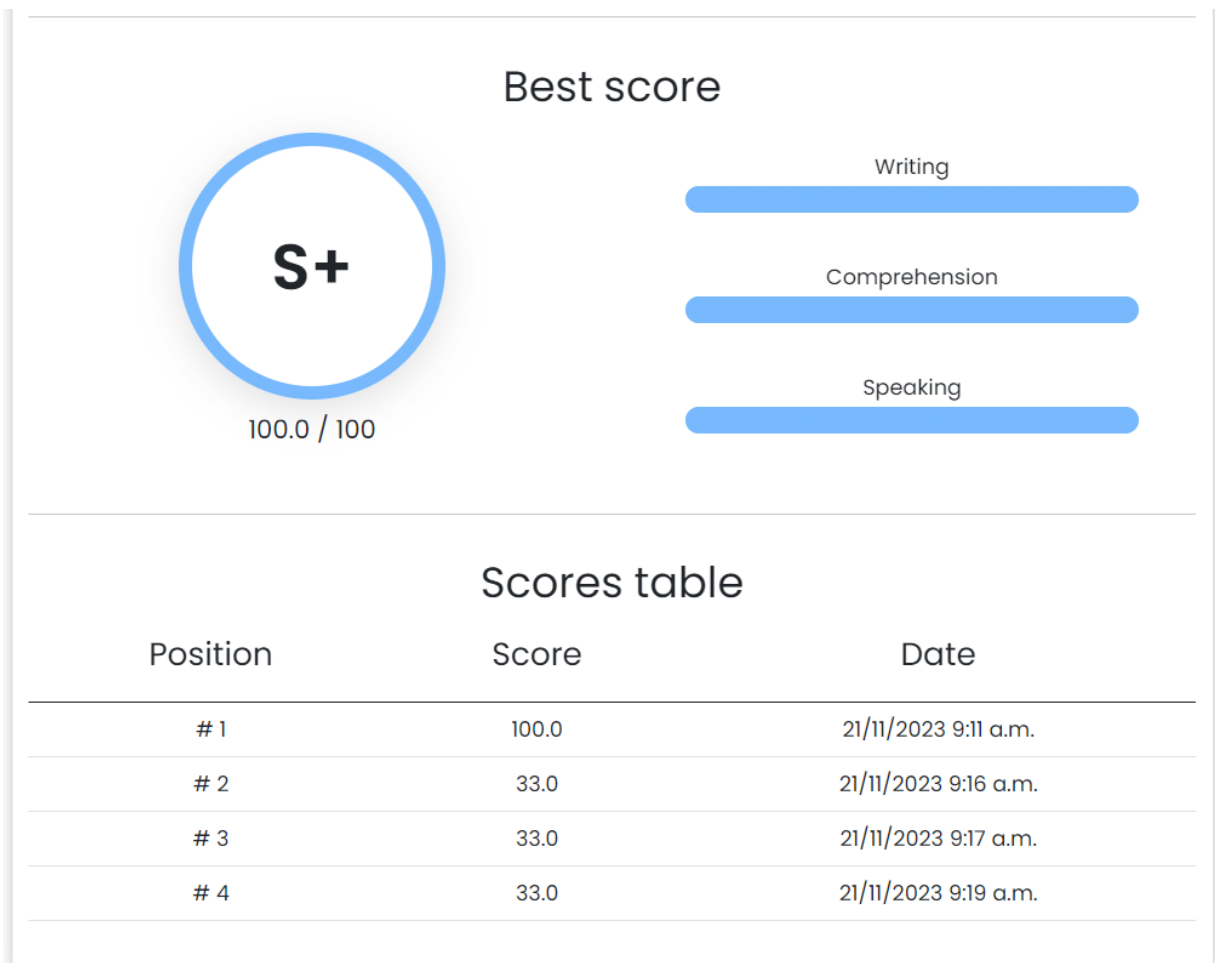 Best score
S+
100.0 / 100
Writing
Comprehension
Speaking
Scores table
Position Score Date
# 1 100.0 21/11/2023 9:11 a.m.
# 2 33.0 21/11/2023 9:16 a.m.
# 3 33.0 21/11/2023 9:17 a.m.
# 4 33.0 21/11/2023 9:19 a.m.